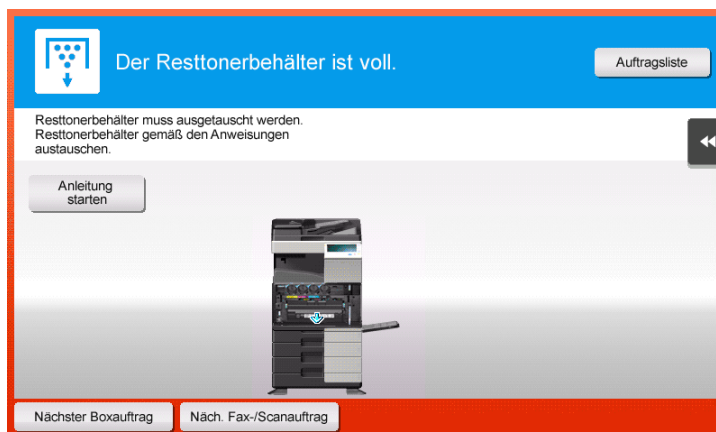 Der Resttonerbehälter ist voll.
Auftragsliste
Resttonerbehälter muss ausgetauscht werden.
Resttonerbehälter gemäß den Anweisungen
austauschen.
Anleitung
starten
Nächster Boxauftrag
Näch. Fax-/Scanauftrag